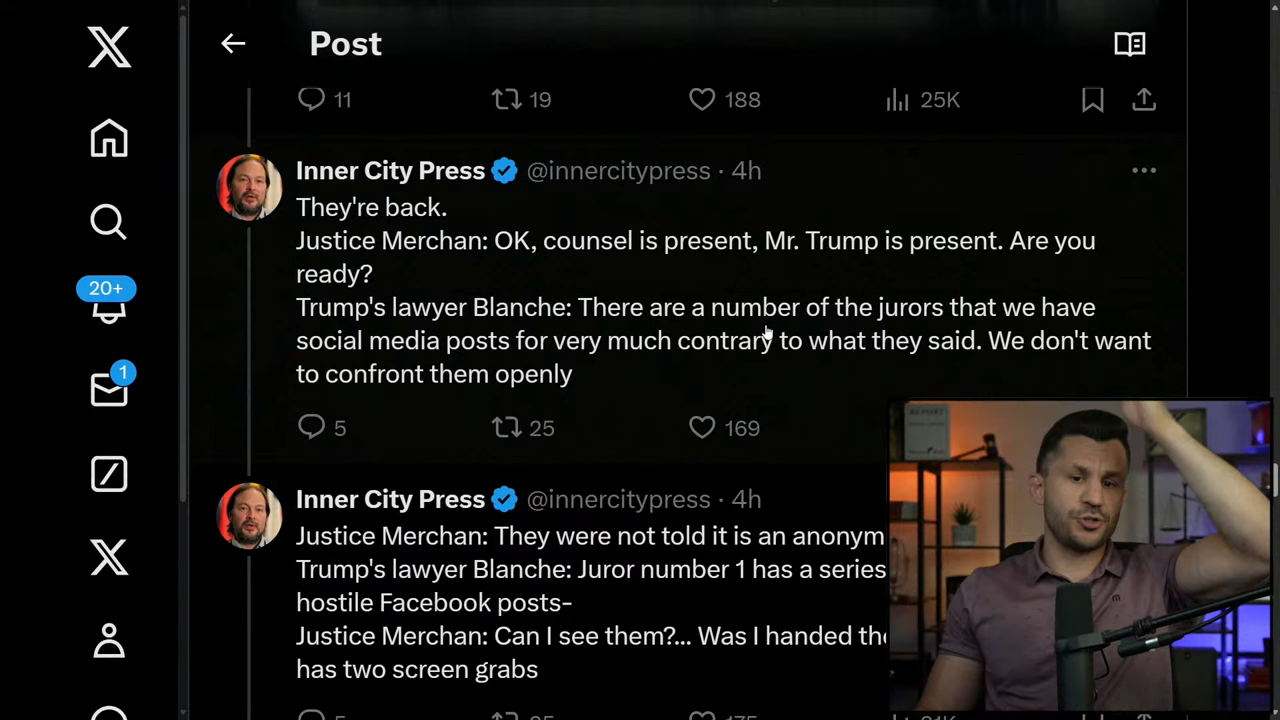 Post
11 19 188 25K
Inner City Press @innercitypress · 4h
They're back.
Justice Merchan: OK, counsel is present, Mr. Trump is present. Are you
ready?
Trump's lawyer Blanche: There are a number of the jurors that we have
social media posts for very much contrary to what they said. We don't want
to confront them openly
5 25 169
Inner City Press @innercitypress · 4h
Justice Merchan: They were not told it is an anonym
Trump's lawyer Blanche: Juror number 1 has a series
hostile Facebook posts-
Justice Merchan: Can I see them?... Was I handed the
has two screen grabs
20+
1
REPORT